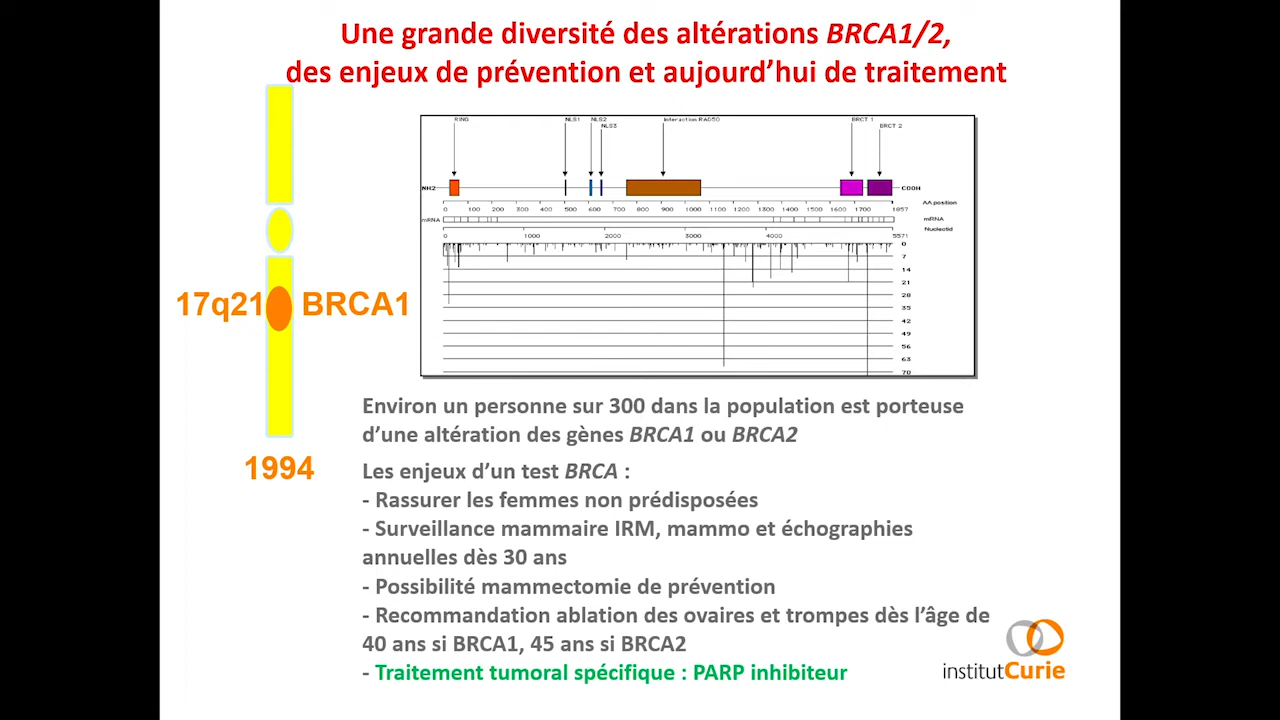 Une grande diversité des altérations BRCA1/2,
des enjeux de prévention et aujourd'hui de traitement
RING
NLS1
NLS2
NLS3
Interaction RAD50
BRCT 1
BRCT 2
NH2
COOH
AA position
0 100 200 300 400 500 600 700 800 900 1000 1100 1200 1300 1400 1500 1600 1700 1857
mRNA
mRNA
Nucleotid
0 1000 2000 3000 4000 5571
0
7
14
21
28
35
42
49
56
63
70
17q21
BRCA1
1994
Environ un personne sur 300 dans la population est porteuse
d'une altération des gènes BRCA1 ou BRCA2
Les enjeux d'un test BRCA :
- Rassurer les femmes non prédisposées
- Surveillance mammaire IRM, mammo et échographies
annuelles dès 30 ans
- Possibilité mammectomie de prévention
- Recommandation ablation des ovaires et trompes dès l'âge de
40 ans si BRCA1, 45 ans si BRCA2
- Traitement tumoral spécifique : PARP inhibiteur
institutCurie